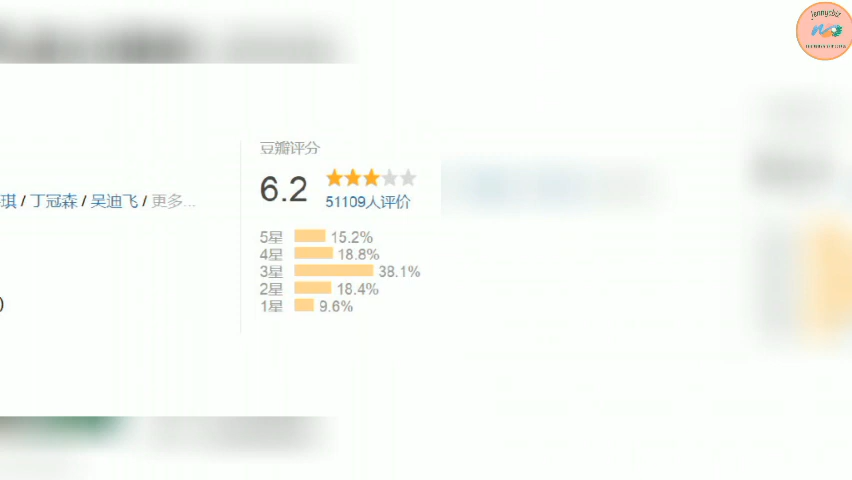 jennycbiz
豆瓣评分
6.2
琪 / 丁冠森 / 吴迪飞 / 更多...
51109人评价
5星 15.2%
4星 18.8%
3星 38.1%
2星 18.4%
1星 9.6%
)